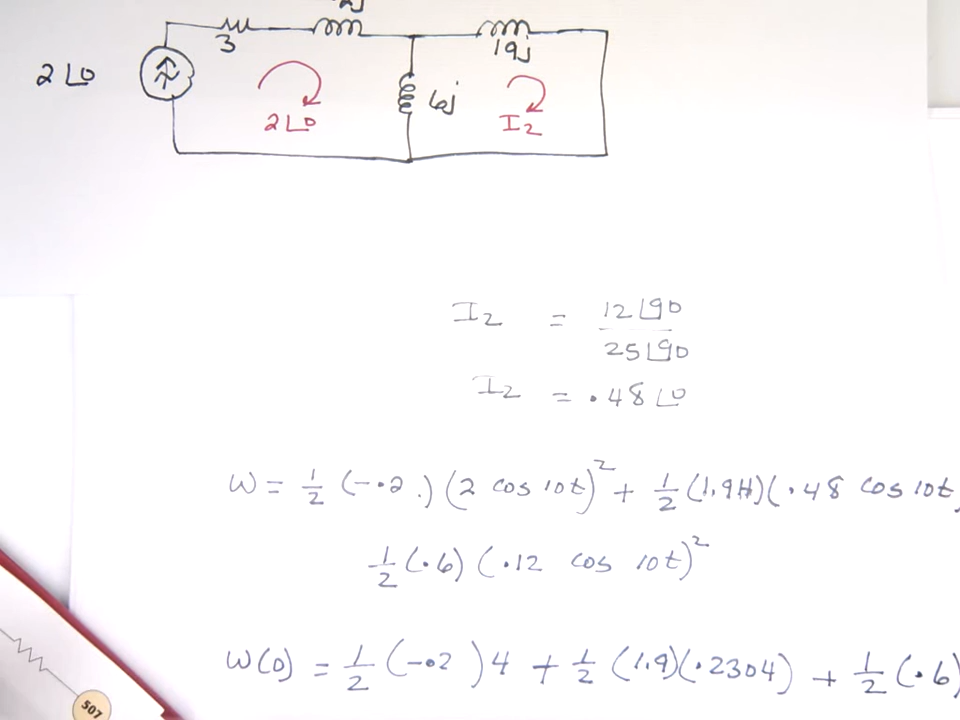 3
19j
2∠0
6j
2∠0
I2
I2 = 12∠90 / 25∠90
I2 = .48∠0
W = 1/2 (-.2.)(2 cos 10t)² + 1/2 (1.9H)(.48 cos 10t
1/2 (.6)(.12 cos 10t)²
W(0) = 1/2 (-.02)4 + 1/2 (1.9)(.2304) + 1/2 (.6)
507